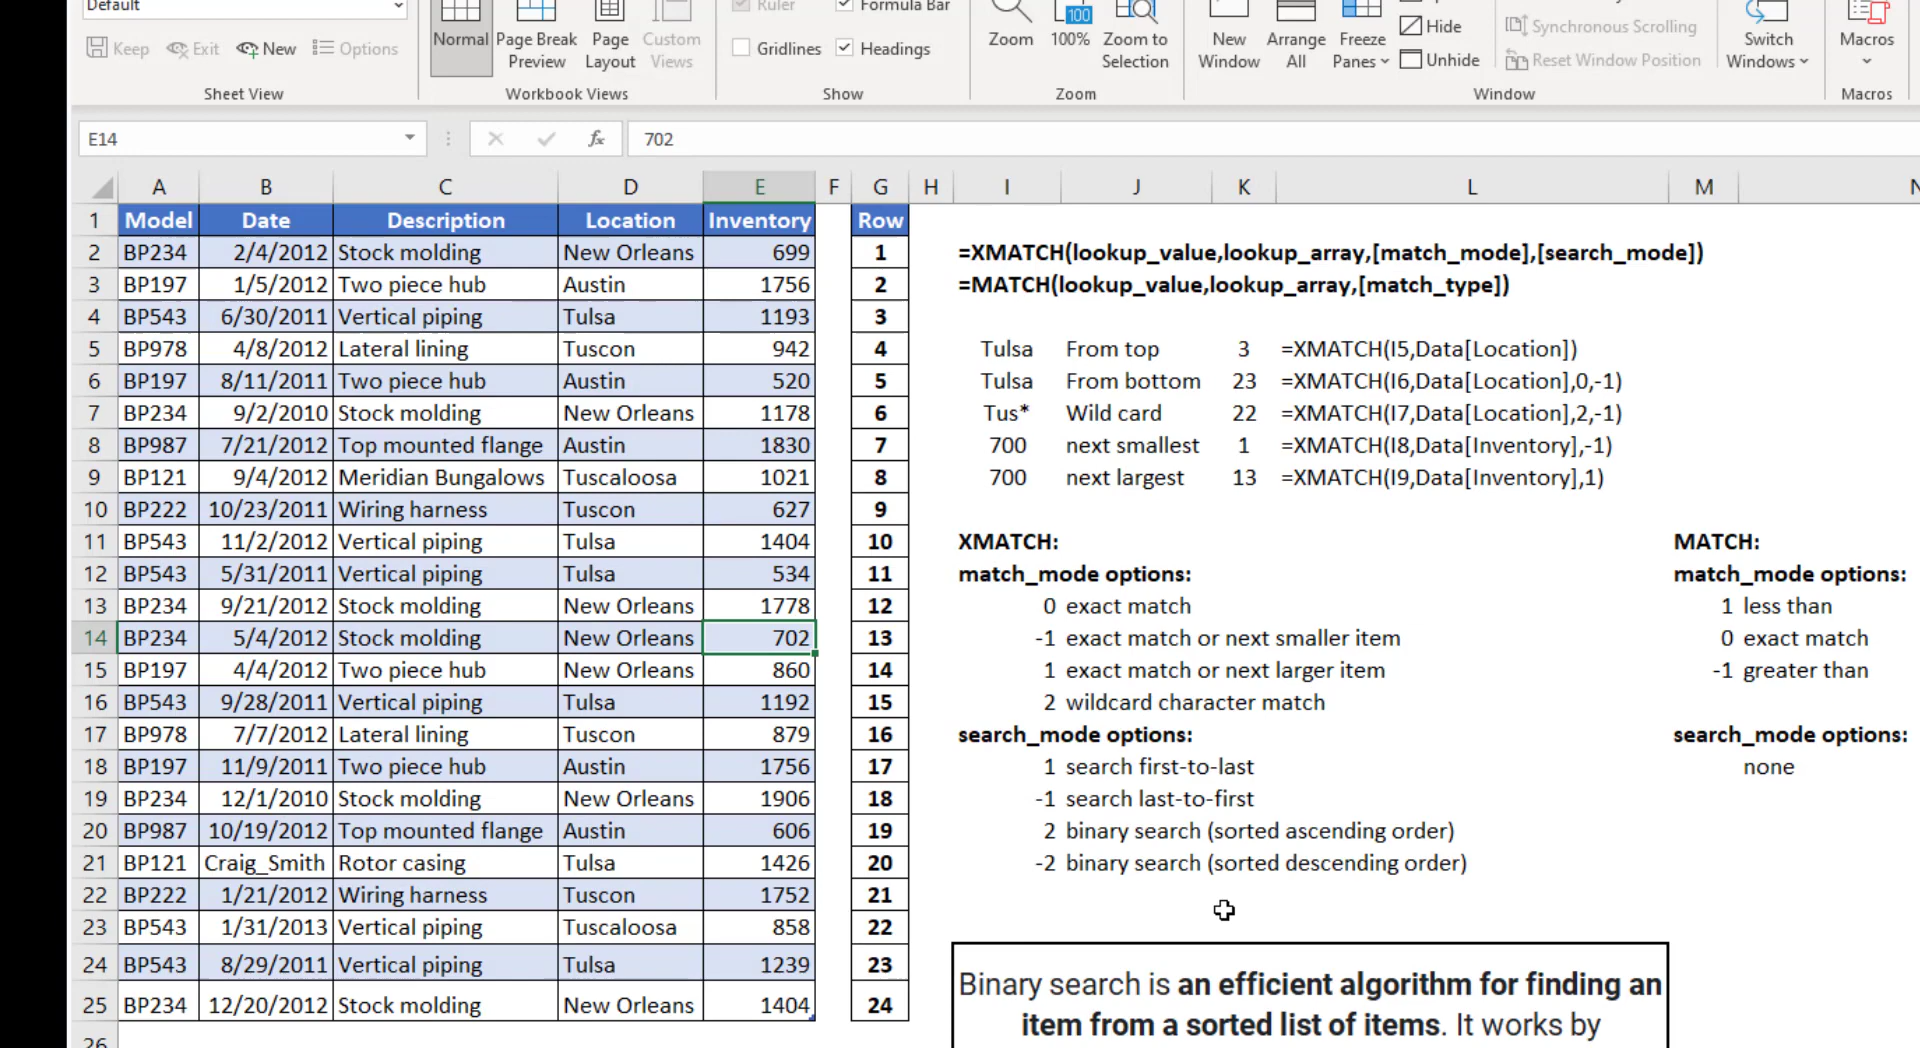 Default
Ruler
Formula Bar
Keep Exit New Options
Normal Page Break Preview Page Layout Custom Views
Gridlines Headings
Zoom 100% Zoom to Selection
New Window Arrange All Freeze Panes
Hide
Unhide
Synchronous Scrolling
Reset Window Position
Switch Windows
Macros
Sheet View Workbook Views Show Zoom Window Macros
E14 fx 702
A B C D E F G H I J K L M N
1 Model Date Description Location Inventory Row
2 BP234 2/4/2012 Stock molding New Orleans 699 1 =XMATCH(lookup_value,lookup_array,[match_mode],[search_mode])
3 BP197 1/5/2012 Two piece hub Austin 1756 2 =MATCH(lookup_value,lookup_array,[match_type])
4 BP543 6/30/2011 Vertical piping Tulsa 1193 3
5 BP978 4/8/2012 Lateral lining Tuscon 942 4 Tulsa From top 3 =XMATCH(I5,Data[Location])
6 BP197 8/11/2011 Two piece hub Austin 520 5 Tulsa From bottom 23 =XMATCH(I6,Data[Location],0,-1)
7 BP234 9/2/2010 Stock molding New Orleans 1178 6 Tus* Wild card 22 =XMATCH(I7,Data[Location],2,-1)
8 BP987 7/21/2012 Top mounted flange Austin 1830 7 700 next smallest 1 =XMATCH(I8,Data[Inventory],-1)
9 BP121 9/4/2012 Meridian Bungalows Tuscaloosa 1021 8 700 next largest 13 =XMATCH(I9,Data[Inventory],1)
10 BP222 10/23/2011 Wiring harness Tuscon 627 9
11 BP543 11/2/2012 Vertical piping Tulsa 1404 10 XMATCH: MATCH:
12 BP543 5/31/2011 Vertical piping Tulsa 534 11 match_mode options: match_mode options:
13 BP234 9/21/2012 Stock molding New Orleans 1778 12 0 exact match 1 less than
14 BP234 5/4/2012 Stock molding New Orleans 702 13 -1 exact match or next smaller item 0 exact match
15 BP197 4/4/2012 Two piece hub New Orleans 860 14 1 exact match or next larger item -1 greater than
16 BP543 9/28/2011 Vertical piping Tulsa 1192 15 2 wildcard character match
17 BP978 7/7/2012 Lateral lining Tuscon 879 16 search_mode options: search_mode options:
18 BP197 11/9/2011 Two piece hub Austin 1756 17 1 search first-to-last none
19 BP234 12/1/2010 Stock molding New Orleans 1906 18 -1 search last-to-first
20 BP987 10/19/2012 Top mounted flange Austin 606 19 2 binary search (sorted ascending order)
21 BP121 Craig_Smith Rotor casing Tulsa 1426 20 -2 binary search (sorted descending order)
22 BP222 1/21/2012 Wiring harness Tuscon 1752 21
23 BP543 1/31/2013 Vertical piping Tuscaloosa 858 22
24 BP543 8/29/2011 Vertical piping Tulsa 1239 23
25 BP234 12/20/2012 Stock molding New Orleans 1404 24
26
Binary search is an efficient algorithm for finding an
item from a sorted list of items. It works by